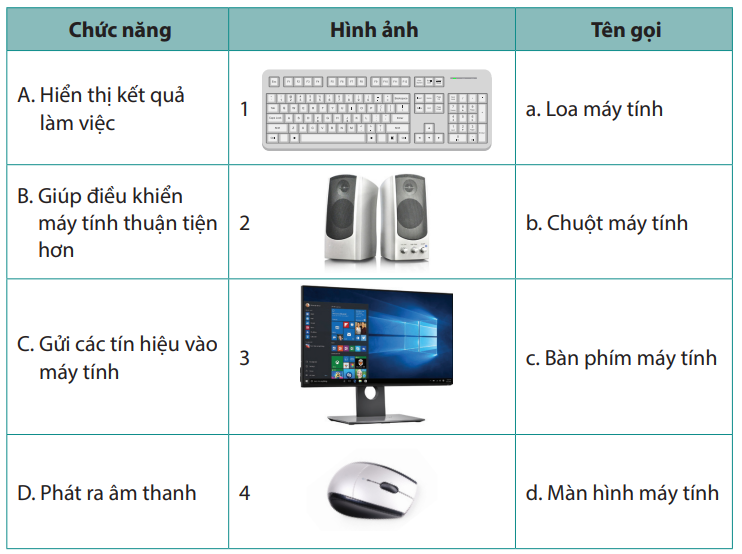 Chức năng
Hình ảnh
Tên gọi
A. Hiển thị kết quả
làm việc
1
a. Loa máy tính
B. Giúp điều khiển
máy tính thuận tiện
hơn
2
b. Chuột máy tính
C. Gửi các tín hiệu vào
máy tính
3
c. Bàn phím máy tính
D. Phát ra âm thanh
4
d. Màn hình máy tính